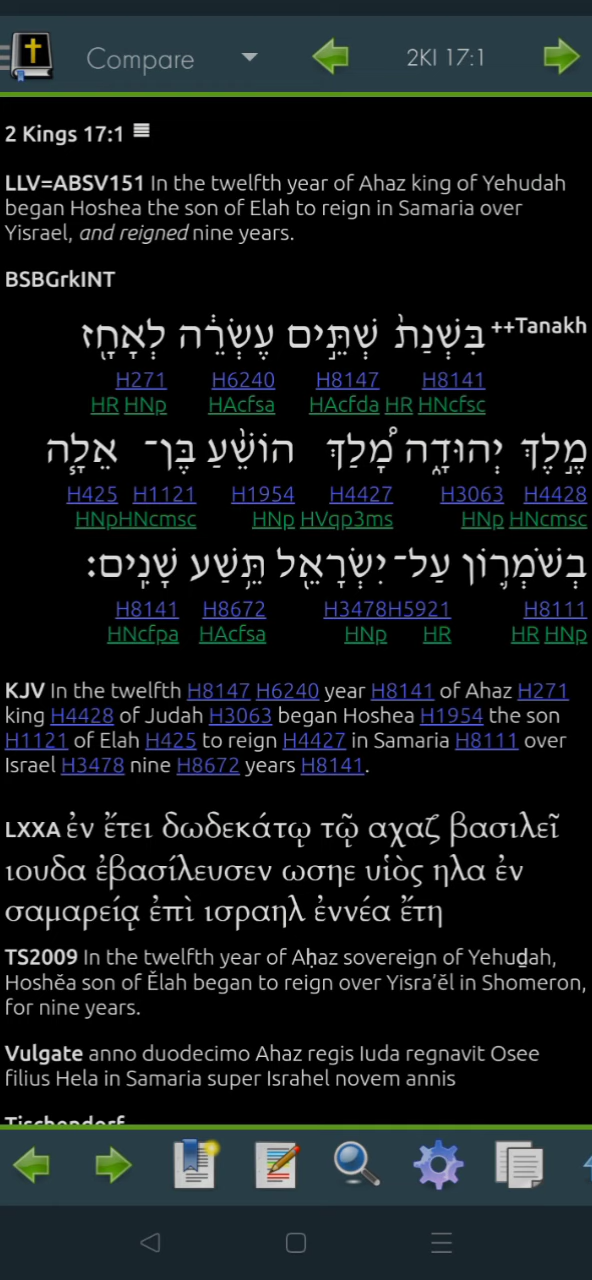 Compare
2KI 17:1
2 Kings 17:1
LLV=ABSV151 In the twelfth year of Ahaz king of Yehudah
began Hoshea the son of Elah to reign in Samaria over
Yisrael, and reigned nine years.
BSBGrkINT
++Tanakh בִּשְׁנַת֙ שְׁתֵּ֣ים עֶשְׂרֵ֔ה לְאָחָ֖ז
H271 H6240 H8147 H8141
HR HNp HAcfsa HAcfda HR HNcfsc
מֶ֣לֶךְ יְהוּדָ֑ה מָ֠לַךְ הוֹשֵׁ֨עַ בֶּן־ אֵלָ֧ה
H425 H1121 H1954 H4427 H3063 H4428
HNpHNcmsc HNp HVqp3ms HNp HNcmsc
בְשֹׁמְר֛וֹן עַל־יִשְׂרָאֵ֖ל תֵּ֥שַׁע שָׁנִֽים׃
H8141 H8672 H3478H5921 H8111
HNcfpa HAcfsa HNp HR HR HNp
KJV In the twelfth H8147 H6240 year H8141 of Ahaz H271
king H4428 of Judah H3063 began Hoshea H1954 the son
H1121 of Elah H425 to reign H4427 in Samaria H8111 over
Israel H3478 nine H8672 years H8141.
LXXA ἐν ἔτει δωδεκάτῳ τῷ αχαζ βασιλεῖ
ιουδα ἐβασίλευσεν ωσηε υἱὸς ηλα ἐν
σαμαρείᾳ ἐπὶ ισραηλ ἐννέα ἔτη
TS2009 In the twelfth year of Aḥaz sovereign of Yehuḏah,
Hoshĕa son of Ělah began to reign over Yisra’ĕl in Shomeron,
for nine years.
Vulgate anno duodecimo Ahaz regis Iuda regnavit Osee
filius Hela in Samaria super Israhel novem annis
Tischendorf